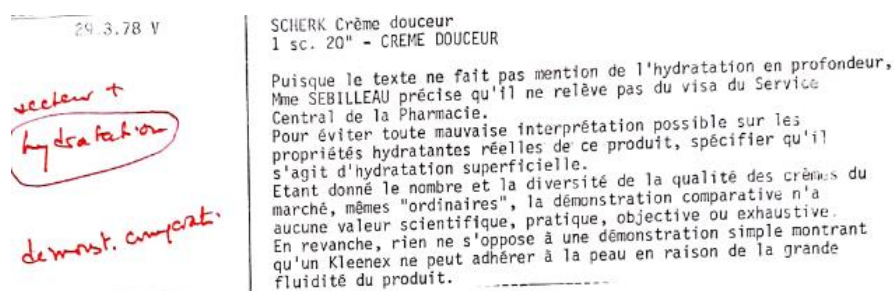 29.3.78 V
secteur +
hydratation
démonst. comparat.
SCHERK Crème douceur
1 sc. 20" - CREME DOUCEUR
Puisque le texte ne fait pas mention de l'hydratation en profondeur,
Mme SEBILLEAU précise qu'il ne relève pas du visa du Service
Central de la Pharmacie.
Pour éviter toute mauvaise interprétation possible sur les
propriétés hydratantes réelles de ce produit, spécifier qu'il
s'agit d'hydratation superficielle.
Etant donné le nombre et la diversité de la qualité des crèmes du
marché, mêmes "ordinaires", la démonstration comparative n'a
aucune valeur scientifique, pratique, objective ou exhaustive.
En revanche, rien ne s'oppose à une démonstration simple montrant
qu'un Kleenex ne peut adhérer à la peau en raison de la grande
fluidité du produit.